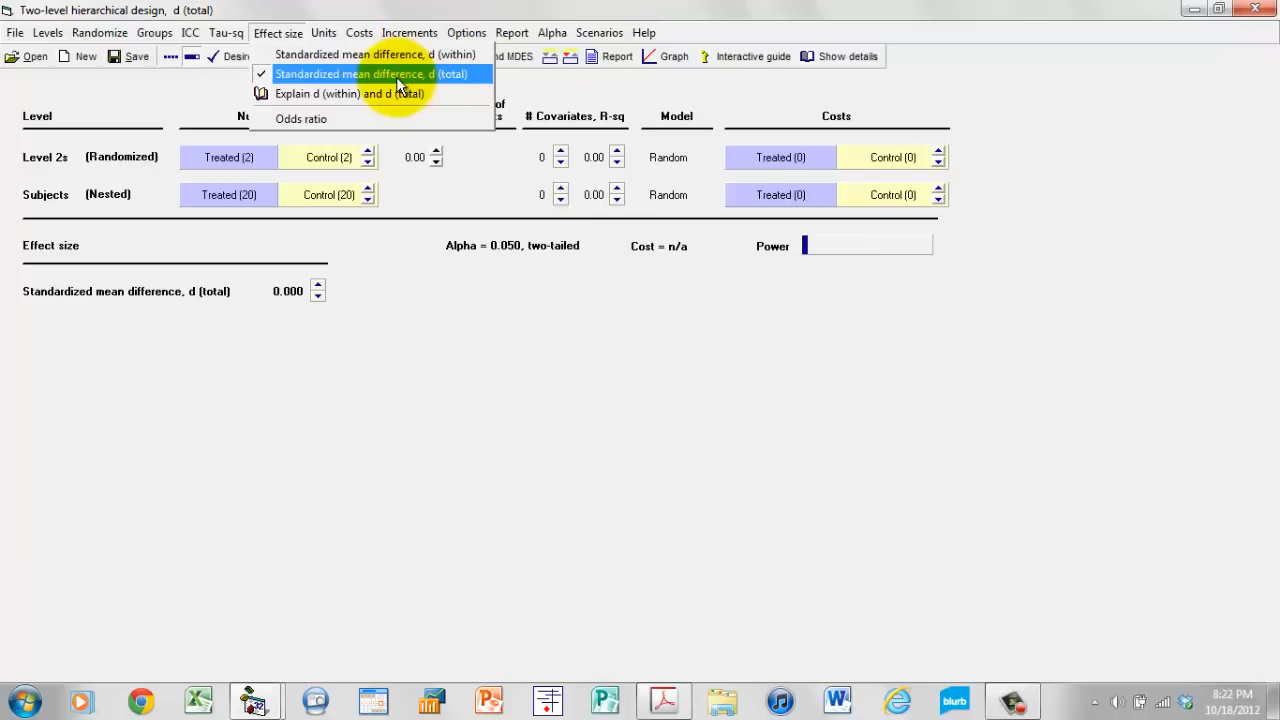 Two-level hierarchical design, d (total)
File Levels Randomize Groups ICC Tau-sq Effect size Units Costs Increments Options Report Alpha Scenarios Help
Open New Save MDES Report Graph Interactive guide Show details
Standardized mean difference, d (within)
Standardized mean difference, d (total)
Explain d (within) and d (total)
Odds ratio
Level # Covariates, R-sq Model Costs
Level 2s (Randomized) Treated (2) Control (2) 0.00 0 0.00 Random Treated (0) Control (0)
Subjects (Nested) Treated (20) Control (20) 0 0.00 Random Treated (0) Control (0)
Effect size Alpha = 0.050, two-tailed Cost = n/a Power
Standardized mean difference, d (total) 0.000
blurb
8:22 PM
10/18/2012